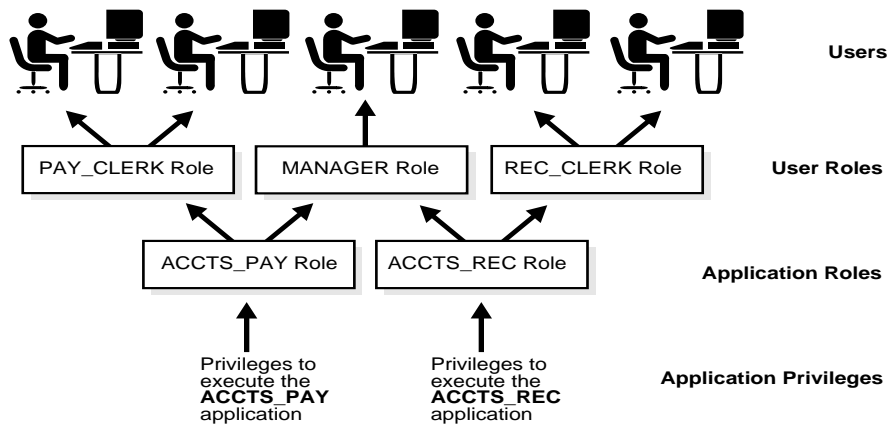 Users
PAY_CLERK Role
MANAGER Role
REC_CLERK Role
User Roles
ACCTS_PAY Role
ACCTS_REC Role
Application Roles
Privileges to
execute the
ACCTS_PAY
application
Privileges to
execute the
ACCTS_REC
application
Application Privileges